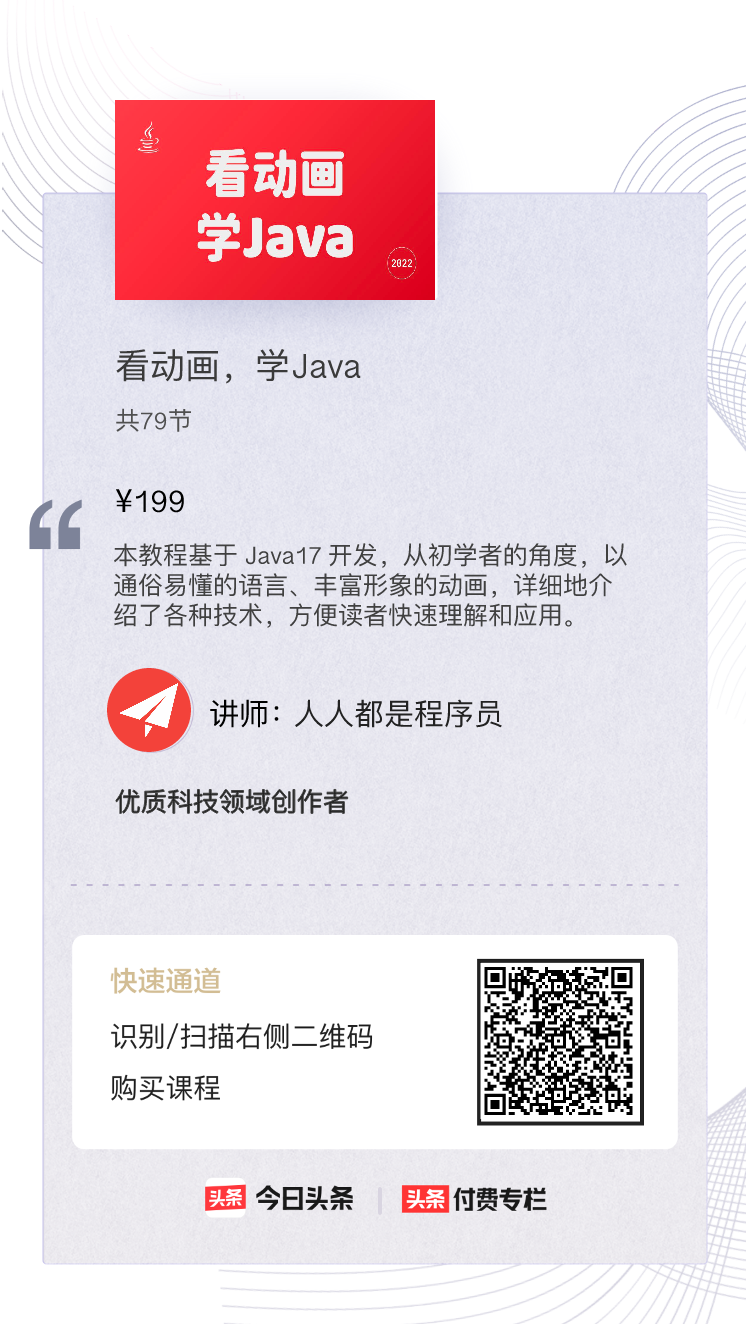 看动画
学Java
2022
看动画，学Java
共79节
¥199
本教程基于 Java17 开发，从初学者的角度，以
通俗易懂的语言、丰富形象的动画，详细地介
绍了各种技术，方便读者快速理解和应用。
讲师：人人都是程序员
优质科技领域创作者
快速通道
识别/扫描右侧二维码
购买课程
头条 今日头条 | 头条 付费专栏